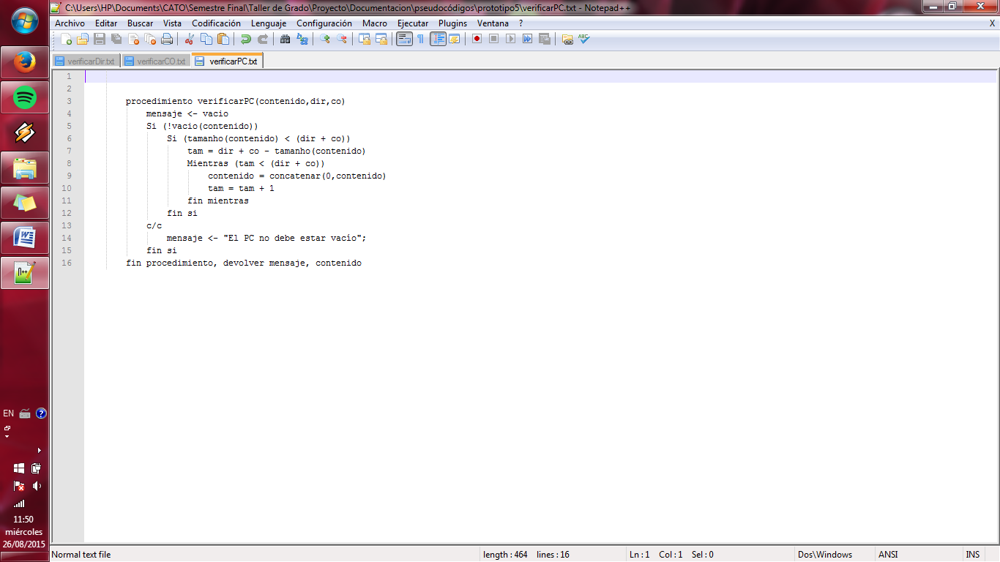 C:\Users\HP\Documents\CATO\Semestre Final\Taller de Grado\Proyecto\Documentacion\pseudocódigos\prototipo5\verificarPC.txt - Notepad++
Archivo Editar Buscar Vista Codificación Lenguaje Configuración Macro Ejecutar Plugins Ventana ? X
verificarDir.txt verificarCO.txt verificarPC.txt
1
2
3 procedimiento verificarPC(contenido,dir,co)
4 mensaje <- vacio
5 Si (!vacio(contenido))
6 Si (tamanho(contenido) < (dir + co))
7 tam = dir + co - tamanho(contenido)
8 Mientras (tam < (dir + co))
9 contenido = concatenar(0,contenido)
10 tam = tam + 1
11 fin mientras
12 fin si
13 c/c
14 mensaje <- "El PC no debe estar vacío";
15 fin si
16 fin procedimiento, devolver mensaje, contenido
EN
11:50
miércoles
26/08/2015
Normal text file length : 464 lines : 16 Ln : 1 Col : 1 Sel : 0 Dos\Windows ANSI INS